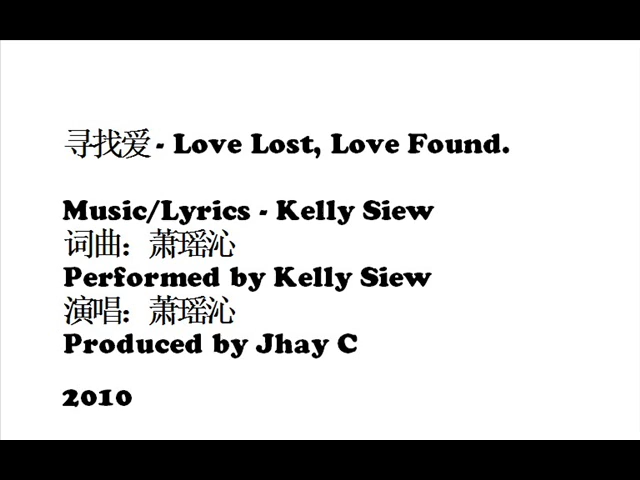 寻找爱 - Love Lost, Love Found.
Music/Lyrics - Kelly Siew
词曲：萧瑶沁
Performed by Kelly Siew
演唱：萧瑶沁
Produced by Jhay C
2010